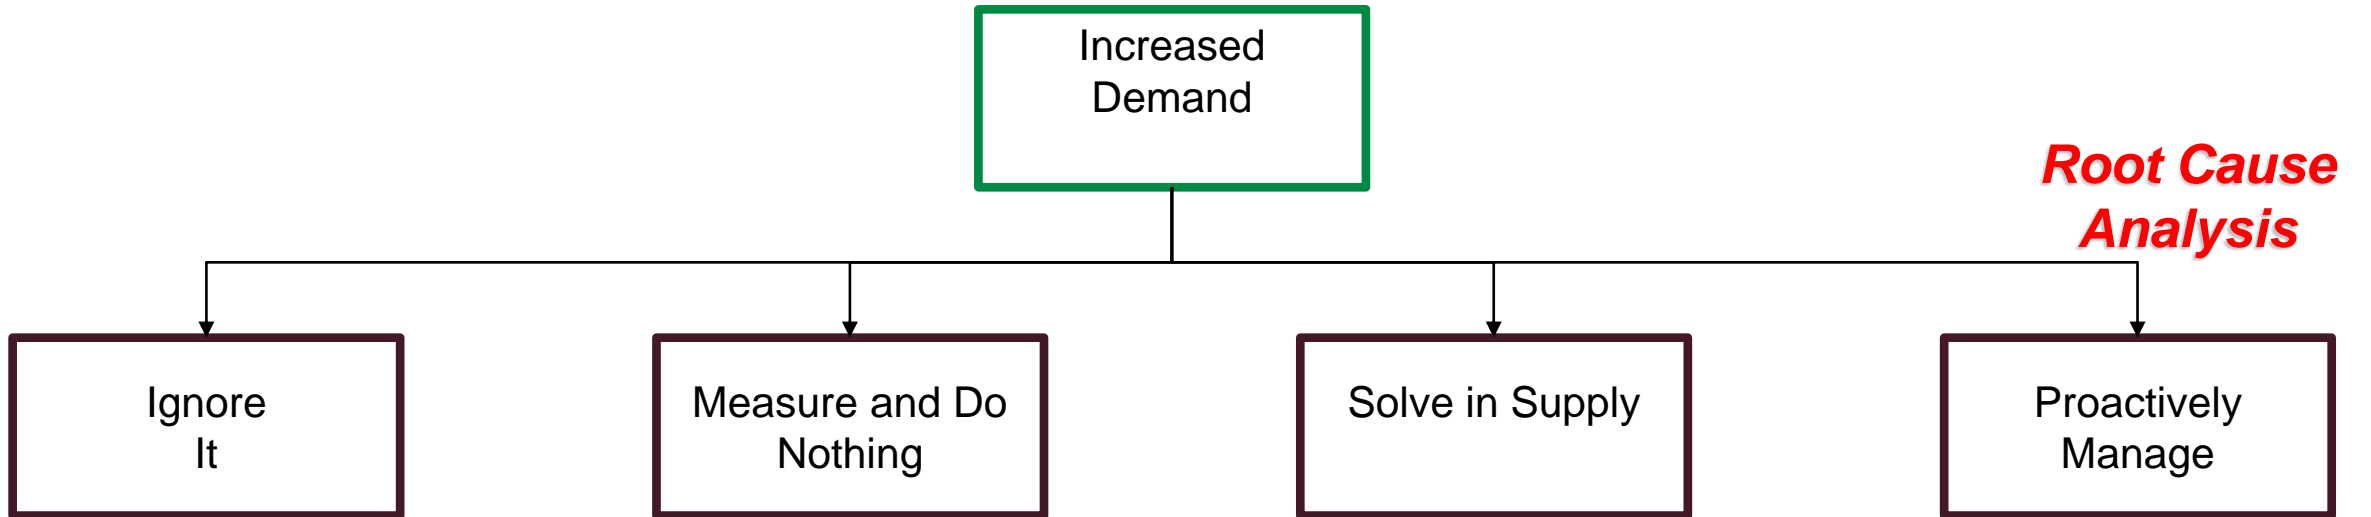 Increased
Demand
Root Cause
Analysis
Ignore
It
Measure and Do
Nothing
Solve in Supply
Proactively
Manage